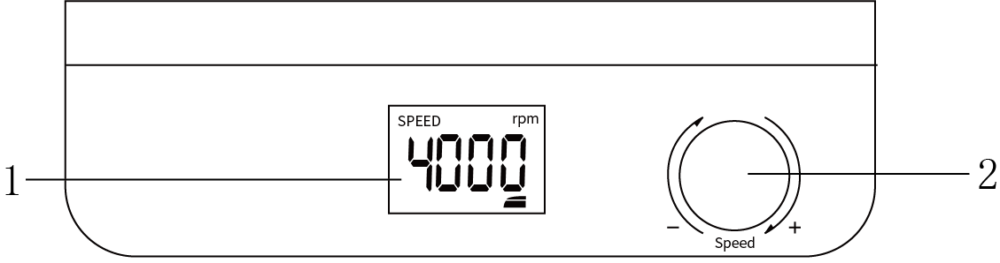 SPEED rpm
4000
1
2
− +
Speed